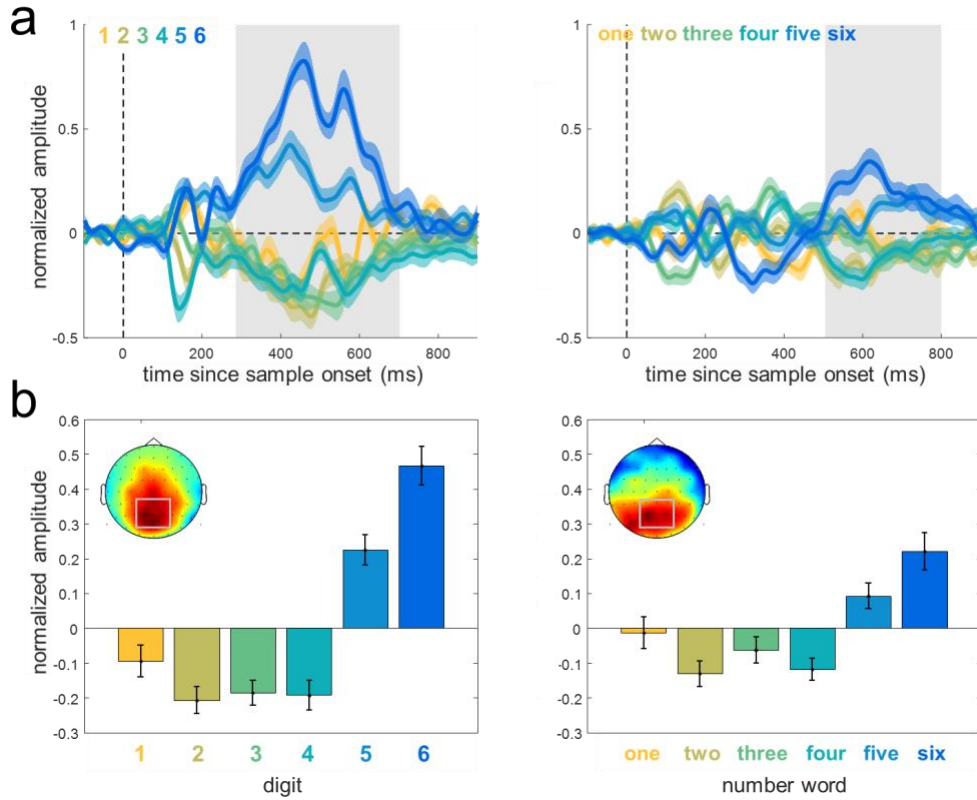 a
1 2 3 4 5 6
one two three four five six
normalized amplitude
1
0.5
0
-0.5
0 200 400 600 800
time since sample onset (ms)
1
0.5
0
-0.5
0 200 400 600 800
time since sample onset (ms)
b
normalized amplitude
0.6
0.5
0.4
0.3
0.2
0.1
0
-0.1
-0.2
-0.3
1 2 3 4 5 6
digit
0.6
0.5
0.4
0.3
0.2
0.1
0
-0.1
-0.2
-0.3
one two three four five six
number word